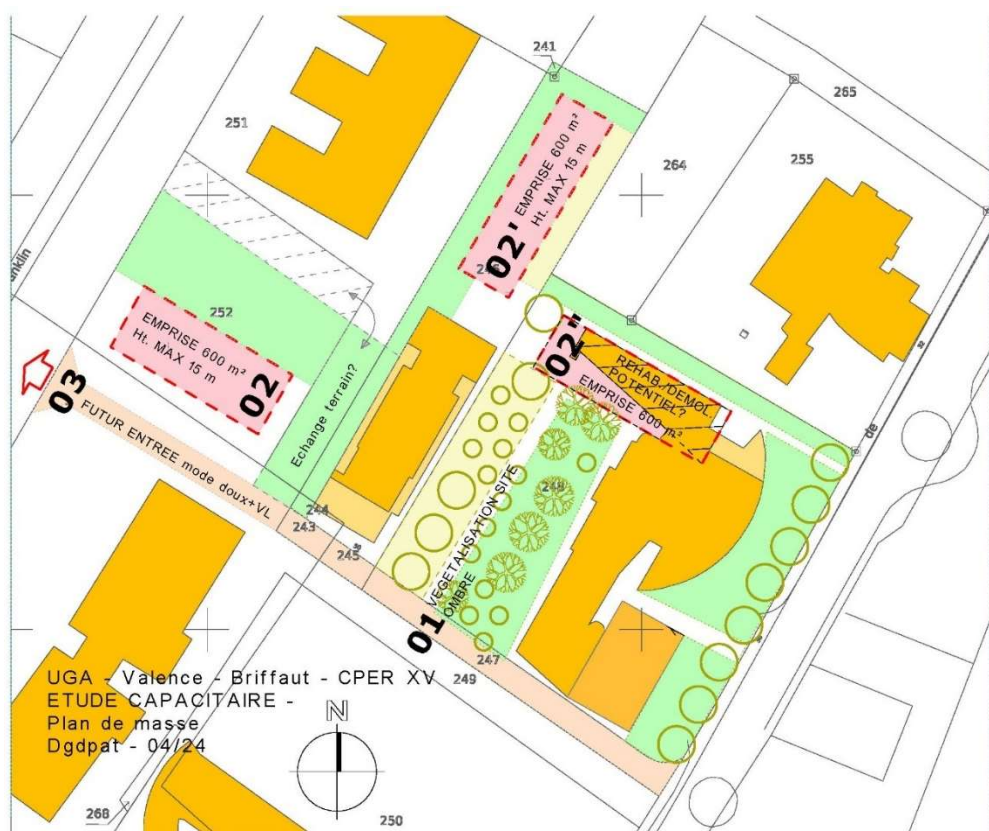 241
265
251
264
255
EMPRISE 600 m²
Ht. MAX 15 m
02'
252
EMPRISE 600 m²
Ht. MAX 15 m
02
02"
REHAB./DEMOL.
POTENTIEL?
EMPRISE 600 m²
nklin
03
FUTUR ENTREE mode doux+VL
Echange terrain?
de
248
244
243
245
VEGETALISATION SITE
OMBRE
01
247
249
UGA - Valence - Briffaut - CPER XV
ETUDE CAPACITAIRE -
Plan de masse
Dgdpat - 04/24
N
268
250